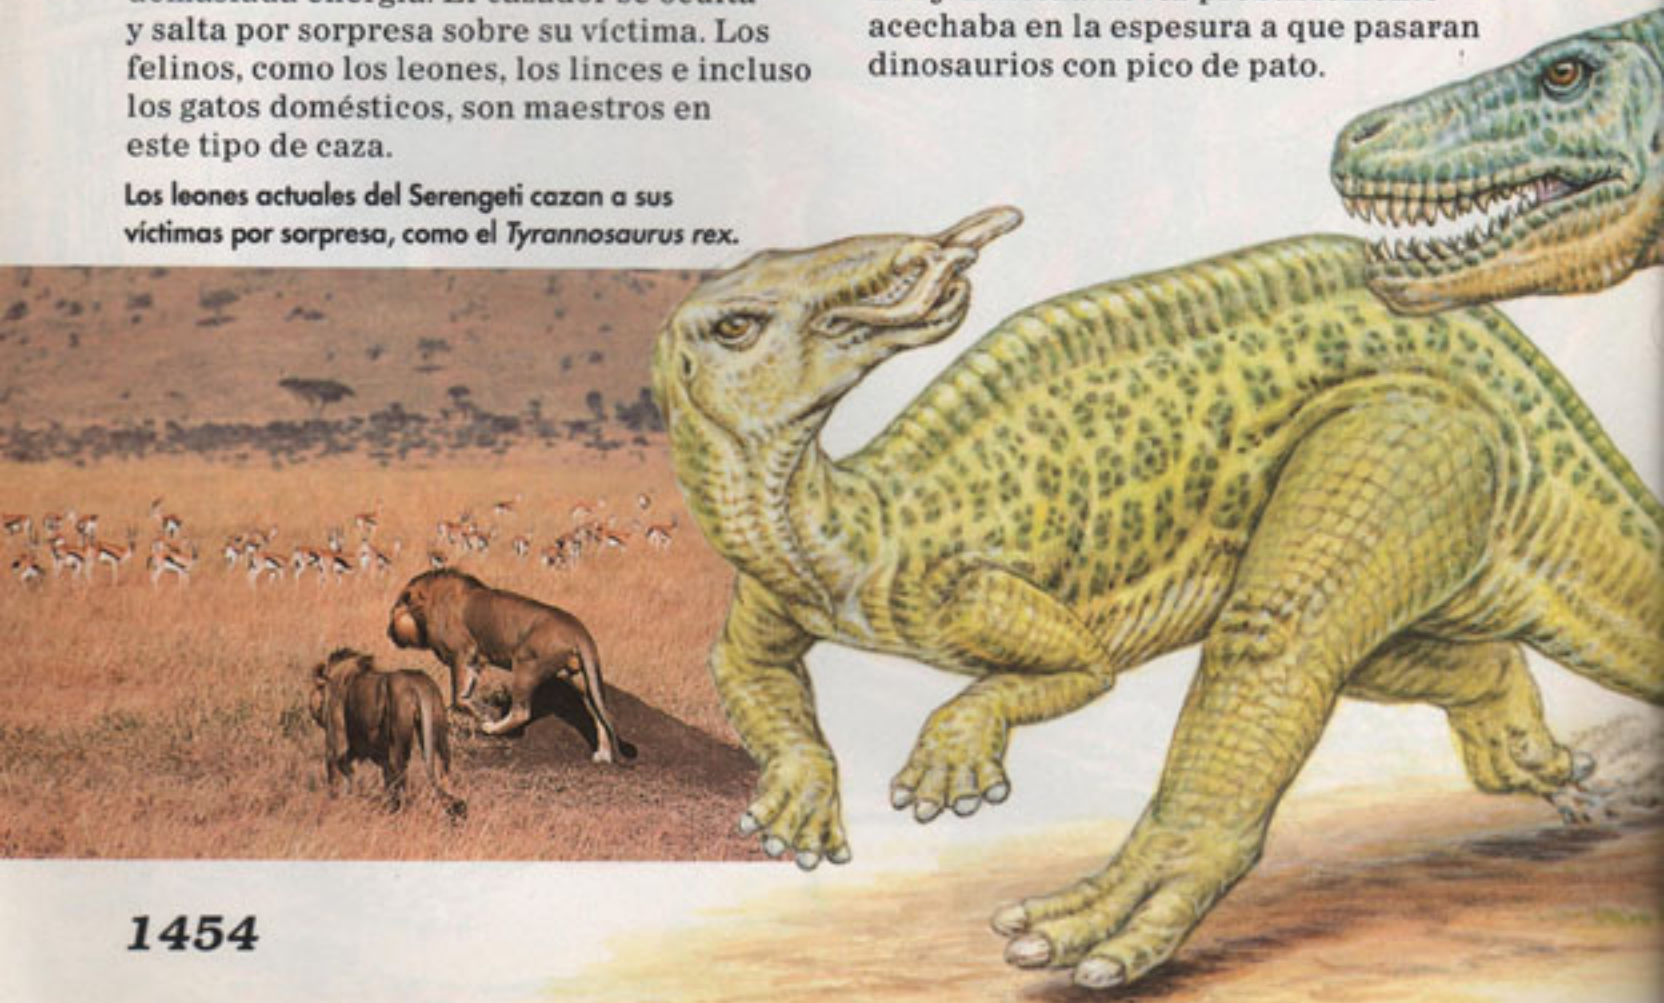 y salta por sorpresa sobre su víctima. Los
felinos, como los leones, los linces e incluso
los gatos domésticos, son maestros en
este tipo de caza.
Los leones actuales del Serengeti cazan a sus
víctimas por sorpresa, como el Tyrannosaurus rex.
acechaba en la espesura a que pasaran
dinosaurios con pico de pato.
1454